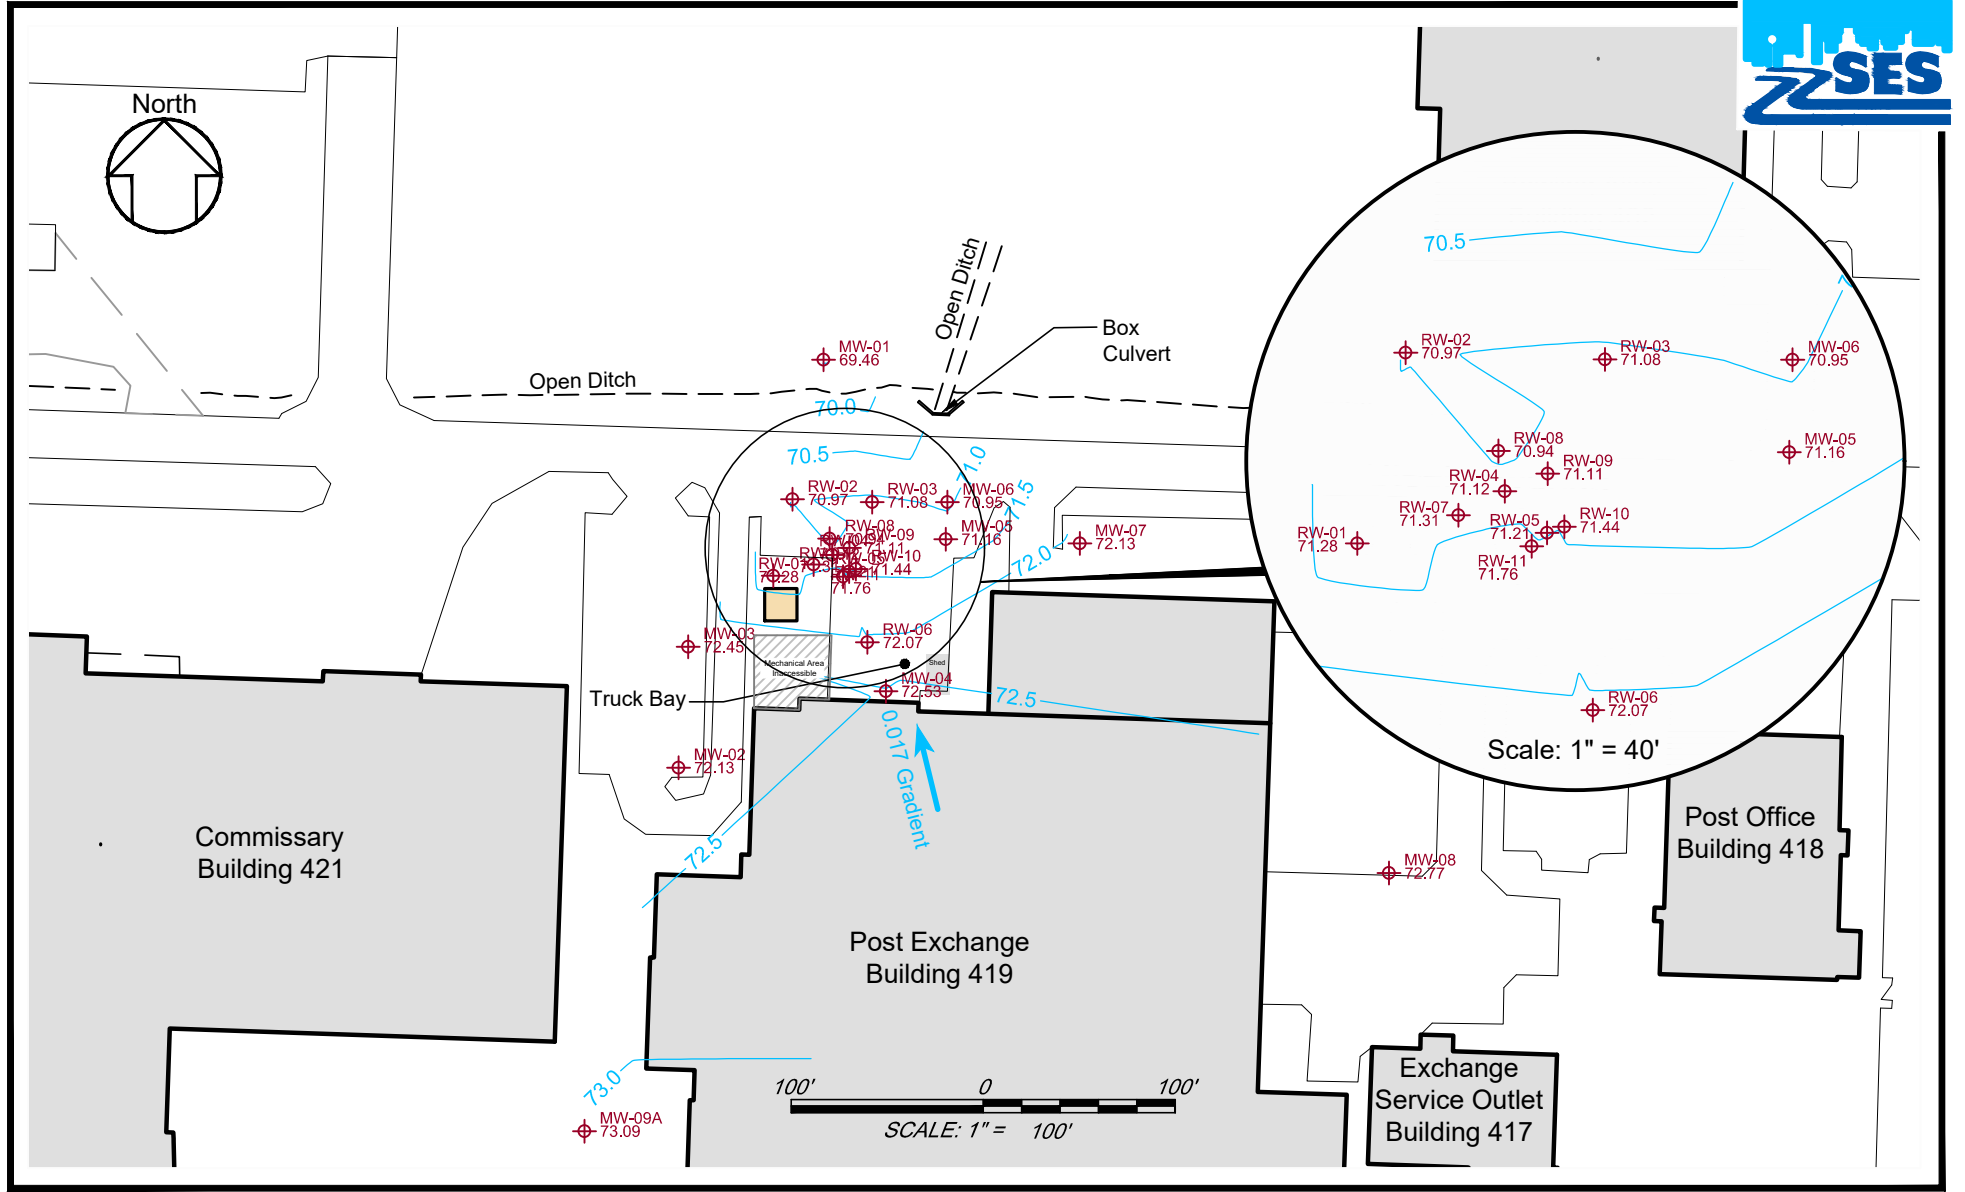 SES
North
Open Ditch
Box
Culvert
Open Ditch
MW-01
69.46
70.0
70.5
71.0
71.5
72.0
RW-02
70.97
RW-03
71.08
MW-06
70.95
RW-08
70.94
RW-09
71.11
MW-05
71.16
MW-07
72.13
RW-10
71.44
71.76
RW-06
72.07
MW-03
72.45
Mechanical Area
Inaccessible
Shed
MW-04
72.53
Truck Bay
72.5
0.017 Gradient
MW-02
72.13
72.5
Commissary
Building 421
Post Exchange
Building 419
73.0
MW-09A
73.09
100'
0
100'
SCALE: 1" = 100'
70.5
RW-02
70.97
RW-03
71.08
MW-06
70.95
RW-08
70.94
MW-05
71.16
RW-09
71.11
RW-04
71.12
RW-07
71.31
RW-05
71.21
RW-10
71.44
RW-01
71.28
RW-11
71.76
RW-06
72.07
Scale: 1" = 40'
Post Office
Building 418
MW-08
72.77
Exchange
Service Outlet
Building 417